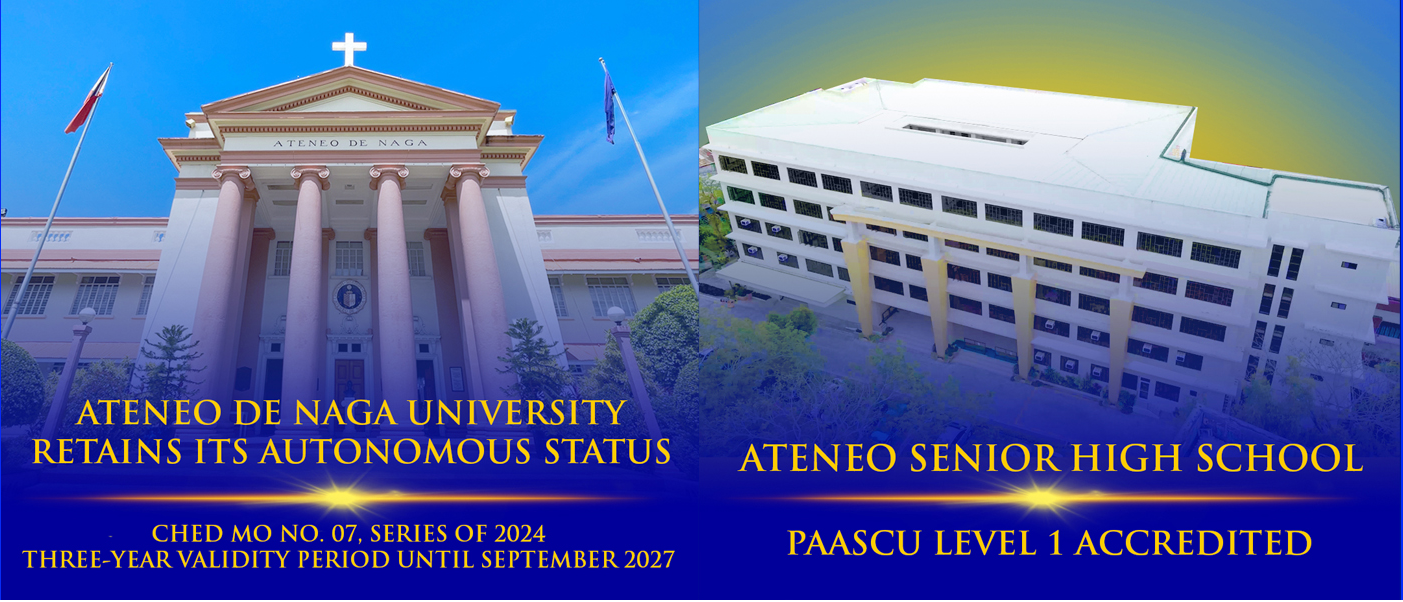 ATENEO DE NAGA
ATENEO DE NAGA UNIVERSITY
RETAINS ITS AUTONOMOUS STATUS
CHED MO NO. 07, SERIES OF 2024
THREE-YEAR VALIDITY PERIOD UNTIL SEPTEMBER 2027
ATENEO SENIOR HIGH SCHOOL
PAASCU LEVEL 1 ACCREDITED